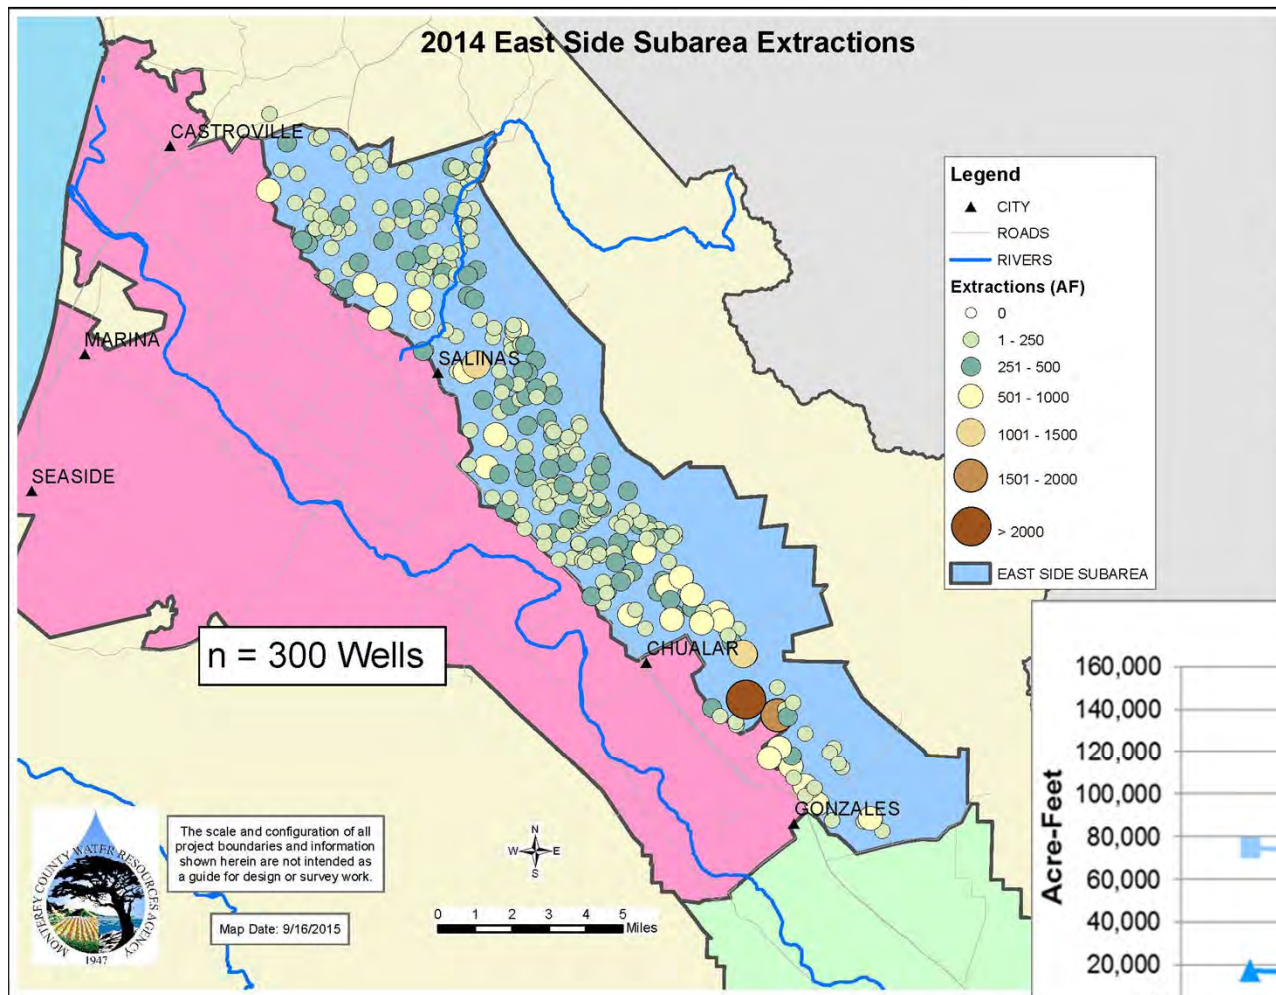 2014 East Side Subarea Extractions
CASTROVILLE
MARINA
SALINAS
SEASIDE
CHUALAR
GONZALES
n = 300 Wells
Legend
CITY
ROADS
RIVERS
Extractions (AF)
0
1 - 250
251 - 500
501 - 1000
1001 - 1500
1501 - 2000
> 2000
EAST SIDE SUBAREA
MONTEREY COUNTY WATER RESOURCES AGENCY
1947
The scale and configuration of all
project boundaries and information
shown herein are not intended as
a guide for design or survey work.
Map Date: 9/16/2015
N
W E
S
0 1 2 3 4 5
Miles
Acre-Feet
160,000
140,000
120,000
100,000
80,000
60,000
40,000
20,000